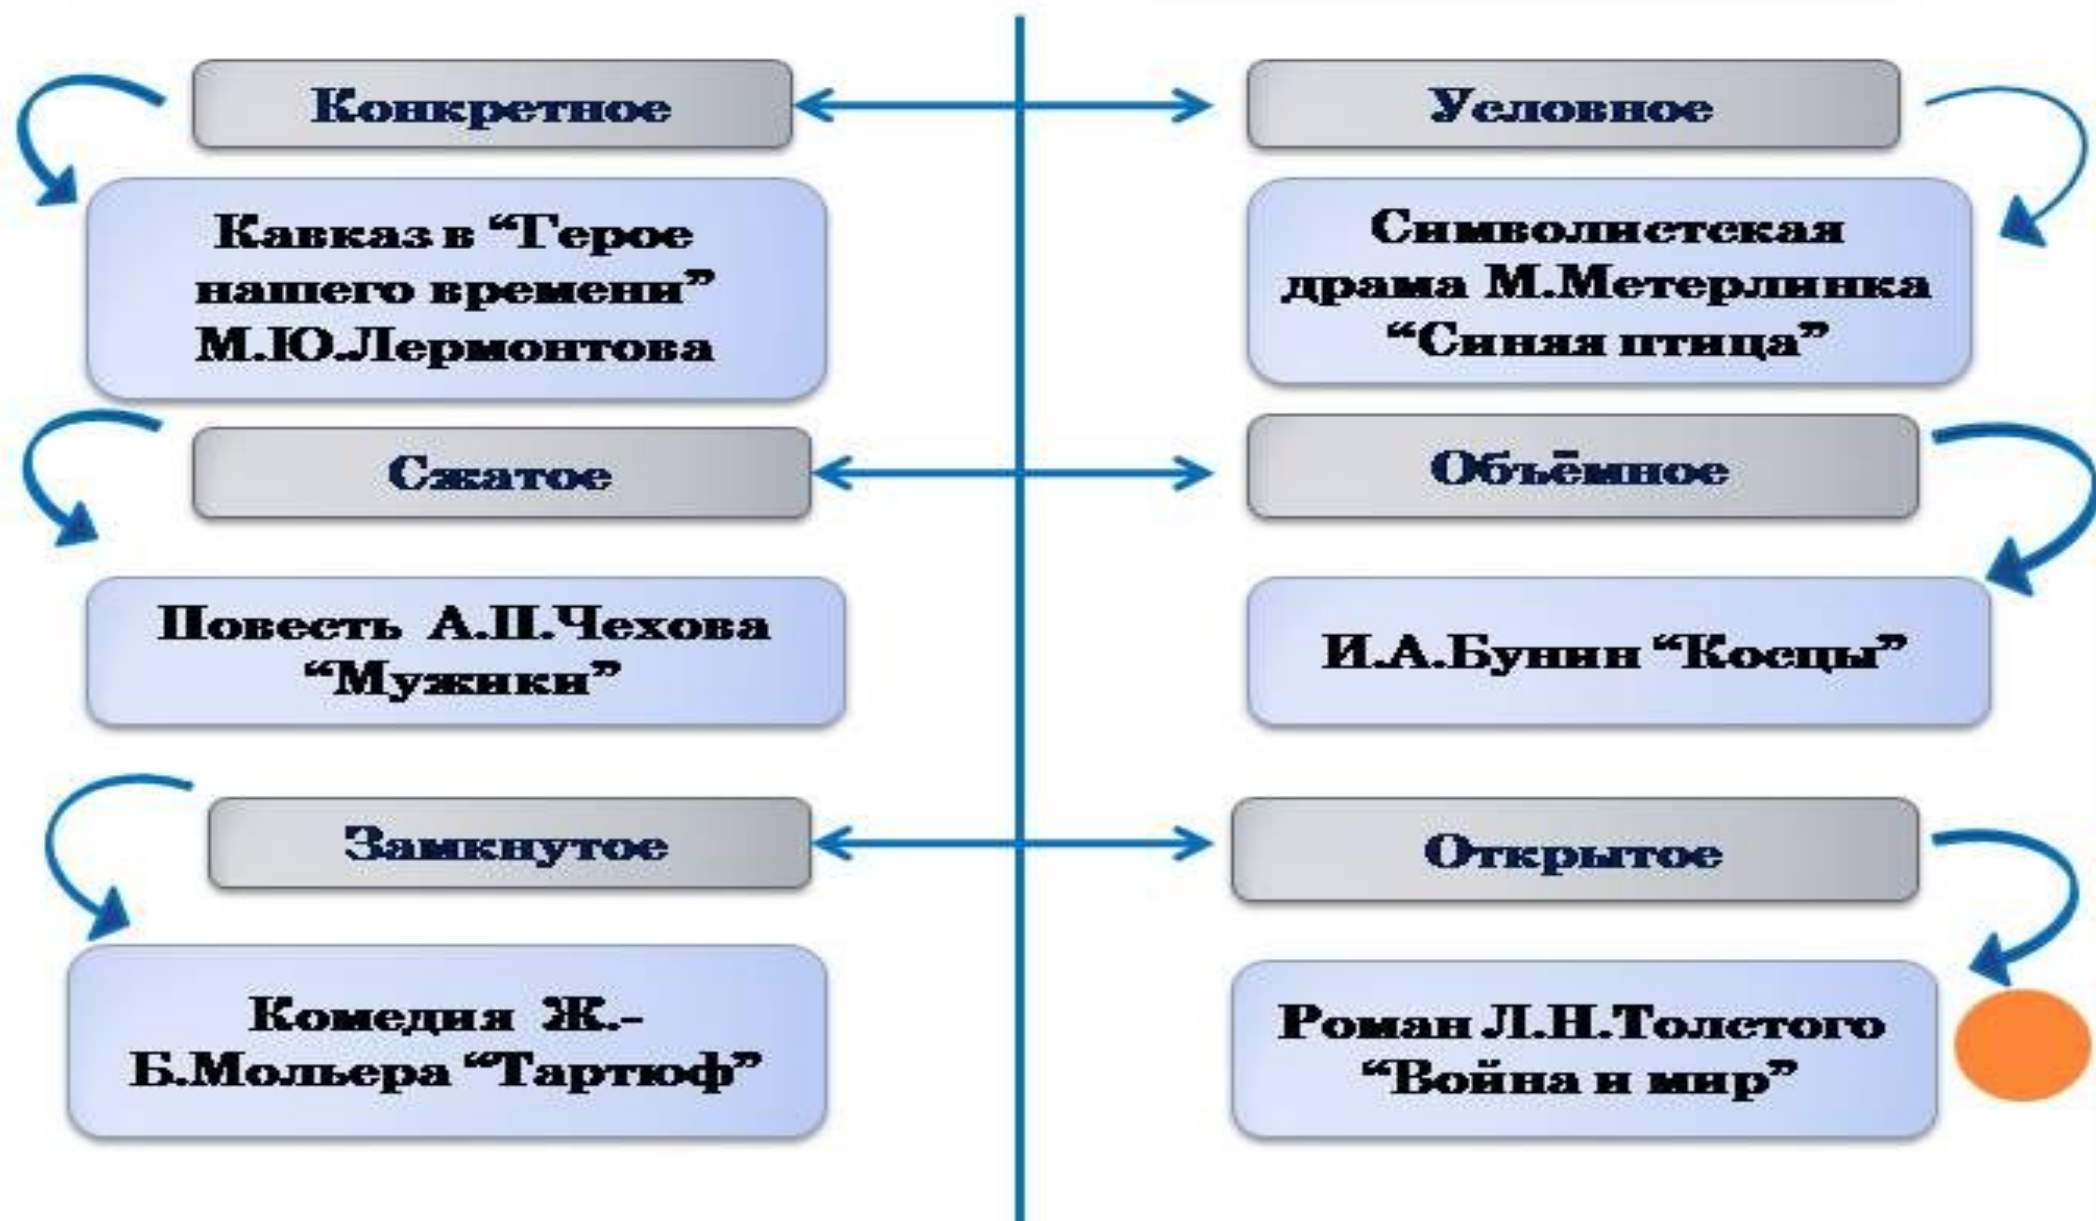 Конкретное
Условное
Кавказ в “Герое
нашего времени”
М.Ю.Лермонтова
Символистская
драма М.Метерлинка
“Синяя птица”
Сжатое
Объёмное
Повесть А.П.Чехова
“Мужики”
И.А.Бунин “Косцы”
Замкнутое
Открытое
Комедия Ж.-
Б.Мольера “Тартюф”
Роман Л.Н.Толстого
“Война и мир”